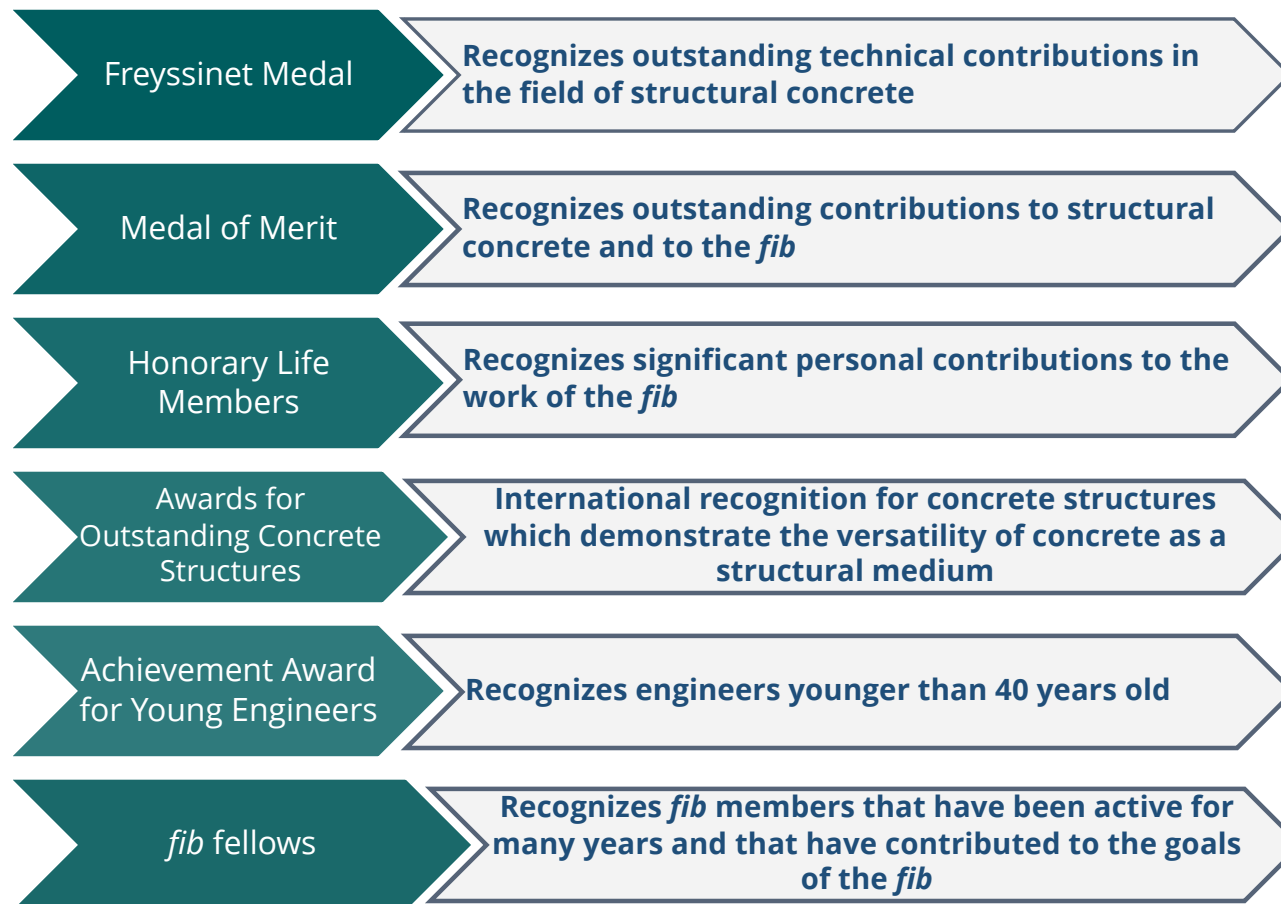 Freyssinet Medal
Recognizes outstanding technical contributions in
the field of structural concrete
Medal of Merit
Recognizes outstanding contributions to structural
concrete and to the fib
Honorary Life
Members
Recognizes significant personal contributions to the
work of the fib
Awards for
Outstanding Concrete
Structures
International recognition for concrete structures
which demonstrate the versatility of concrete as a
structural medium
Achievement Award
for Young Engineers
Recognizes engineers younger than 40 years old
fib fellows
Recognizes fib members that have been active for
many years and that have contributed to the goals
of the fib